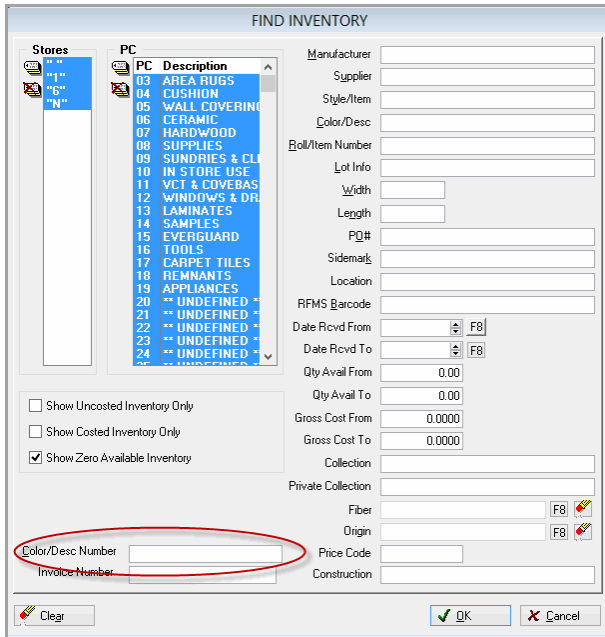 FIND INVENTORY
Stores
" "
"1"
"6"
"N"
PC
PC Description
03 AREA RUGS
04 CUSHION
05 WALL COVERING
06 CERAMIC
07 HARDWOOD
08 SUPPLIES
09 SUNDRIES & CLE
10 IN STORE USE
11 VCT & COVEBAS
12 WINDOWS & DR
13 LAMINATES
14 SAMPLES
15 EVERGUARD
16 TOOLS
17 CARPET TILES
18 REMNANTS
19 APPLIANCES
20 ** UNDEFINED **
21 ** UNDEFINED **
22 ** UNDEFINED **
23 ** UNDEFINED **
24 ** UNDEFINED **
Show Uncosted Inventory Only
Show Costed Inventory Only
Show Zero Available Inventory
Color/Desc Number
Invoice Number
Manufacturer
Supplier
Style/Item
Color/Desc
Roll/Item Number
Lot Info
Width
Length
PO#
Sidemark
Location
RFMS Barcode
Date Rcvd From F8
Date Rcvd To F8
Qty Avail From 0.00
Qty Avail To 0.00
Gross Cost From 0.0000
Gross Cost To 0.0000
Collection
Private Collection
Fiber F8
Origin F8
Price Code
Construction
Clear
OK
Cancel